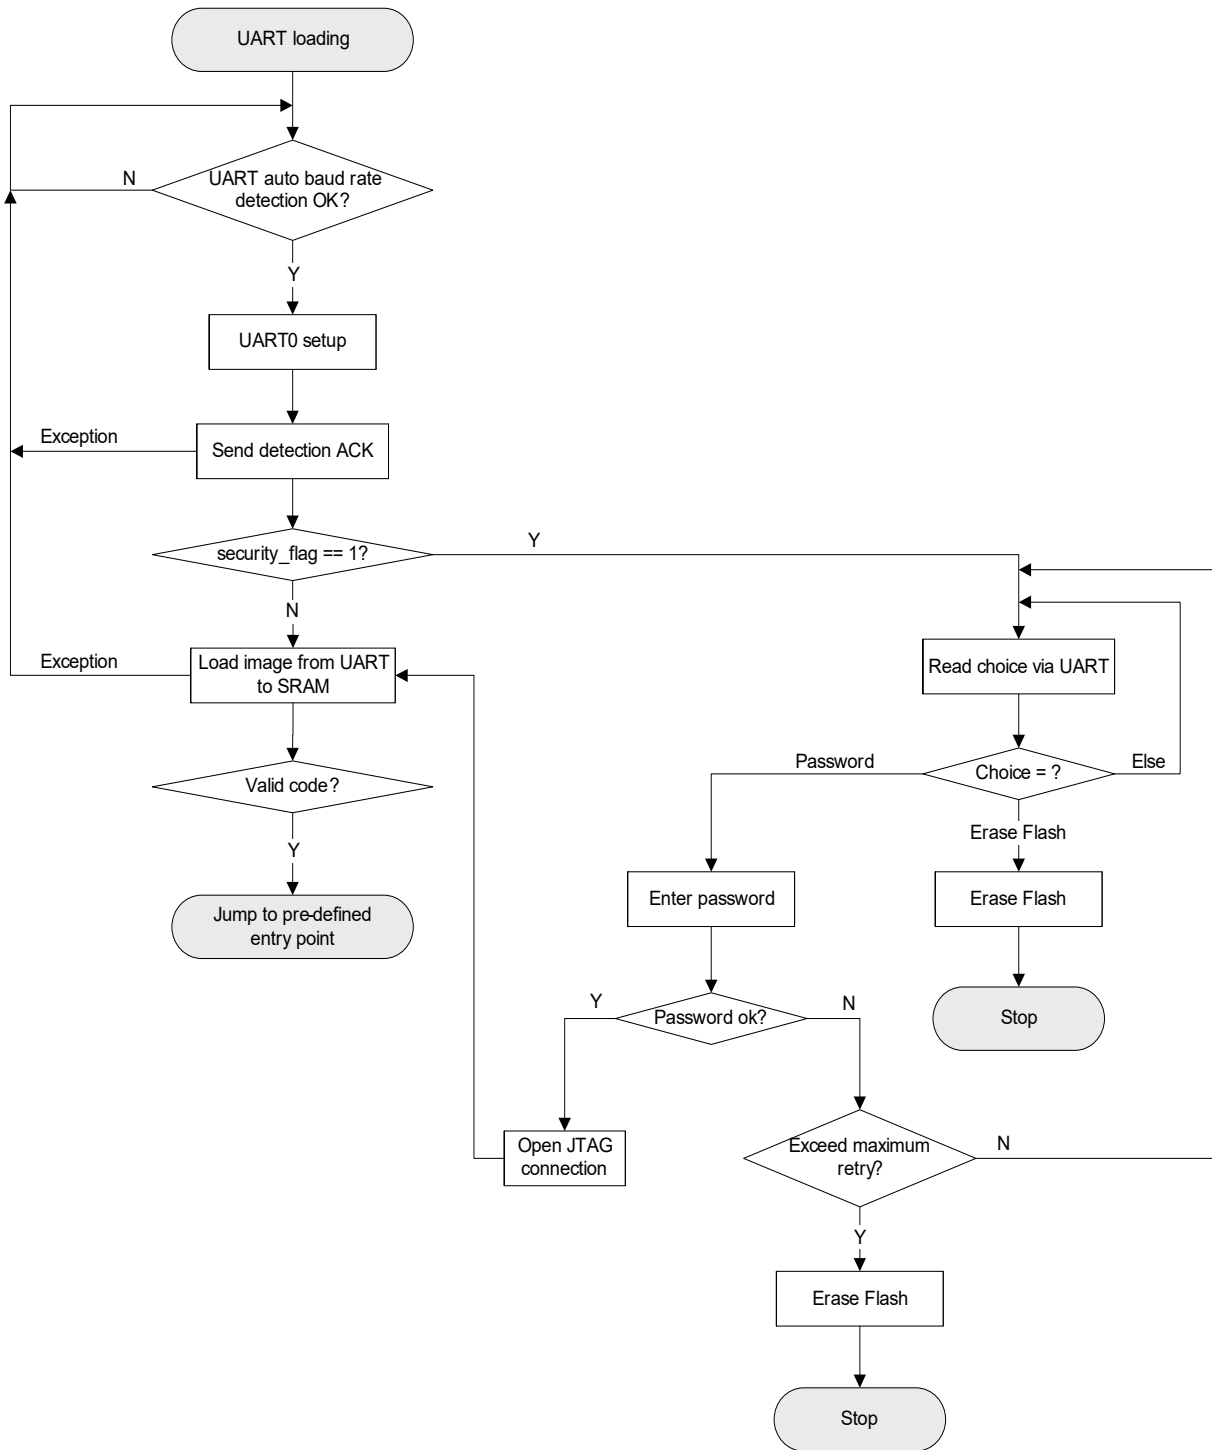 UART loading
N
UART auto baud rate
detection OK?
Y
UART0 setup
Exception
Send detection ACK
security_flag == 1?
Y
N
Exception
Load image from UART
to SRAM
Read choice via UART
Valid code?
Password
Choice = ?
Else
Y
Erase Flash
Jump to pre-defined
entry point
Enter password
Erase Flash
Y
Password ok?
N
Stop
Open JTAG
connection
Exceed maximum
retry?
N
Y
Erase Flash
Stop